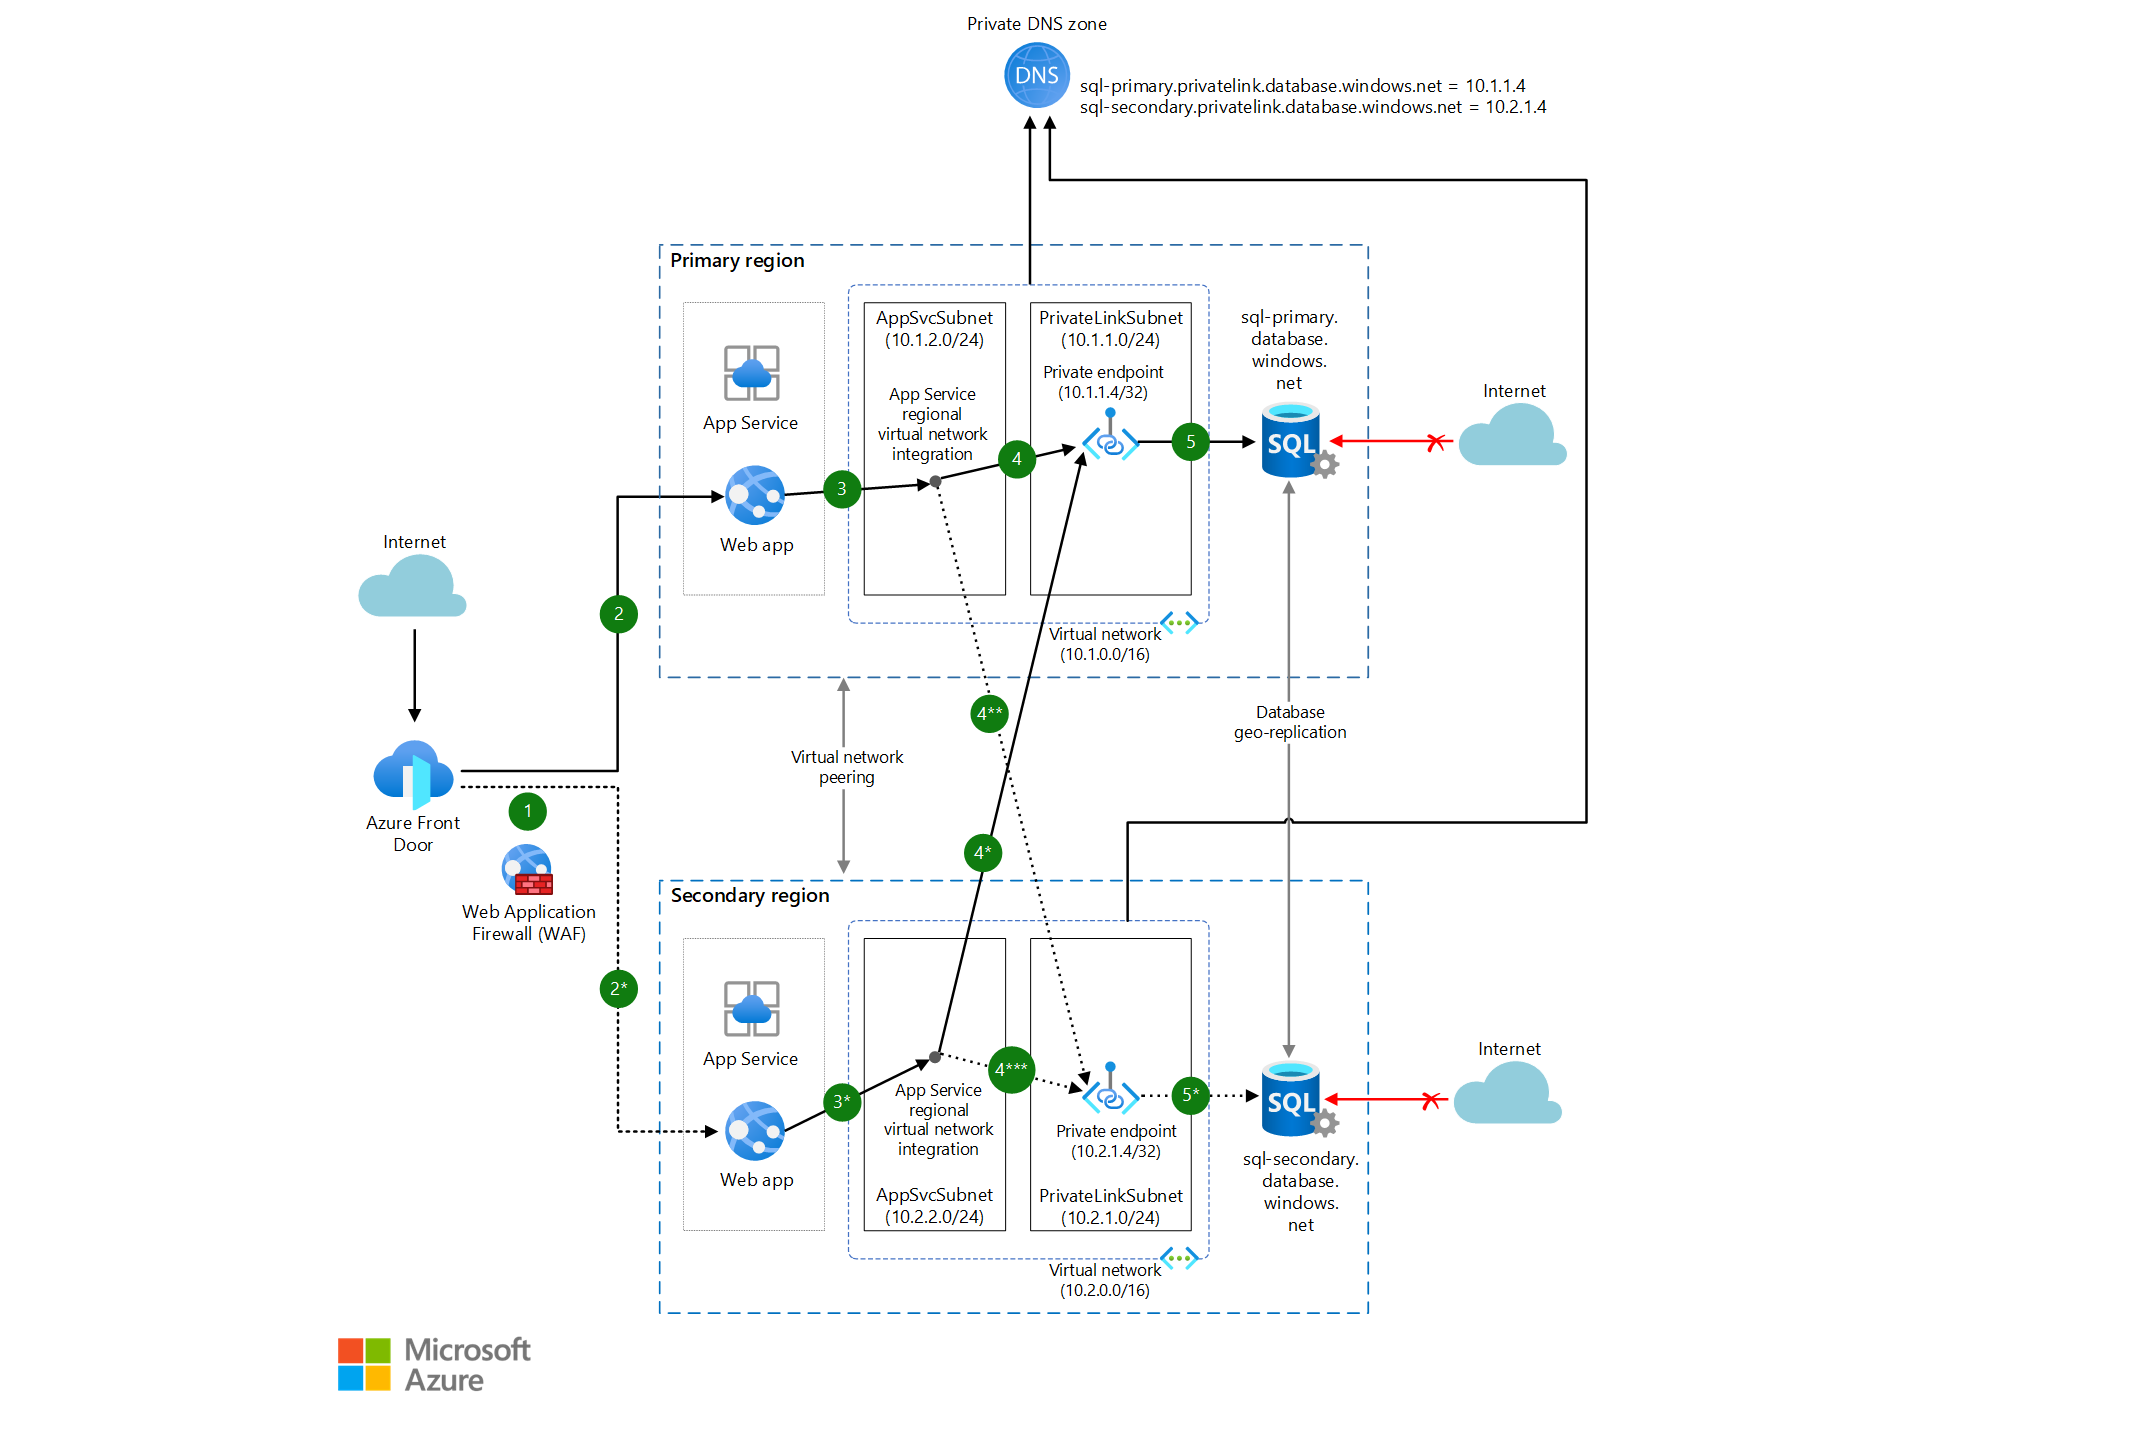 Private DNS zone
DNS
sql-primary.privatelink.database.windows.net = 10.1.1.4
sql-secondary.privatelink.database.windows.net = 10.2.1.4
Primary region
App Service
Web app
AppSvcSubnet
(10.1.2.0/24)
App Service
regional
virtual network
integration
PrivateLinkSubnet
(10.1.1.0/24)
Private endpoint
(10.1.1.4/32)
3
4
5
sql-primary.
database.
windows.
net
SQL
Internet
Virtual network
(10.1.0.0/16)
Internet
2
Azure Front
Door
1
Web Application
Firewall (WAF)
2*
Virtual network
peering
4**
4*
Database
geo-replication
Secondary region
App Service
Web app
3*
App Service
regional
virtual network
integration
AppSvcSubnet
(10.2.2.0/24)
4***
Private endpoint
(10.2.1.4/32)
PrivateLinkSubnet
(10.2.1.0/24)
5*
SQL
sql-secondary.
database.
windows.
net
Internet
Virtual network
(10.2.0.0/16)
Microsoft
Azure